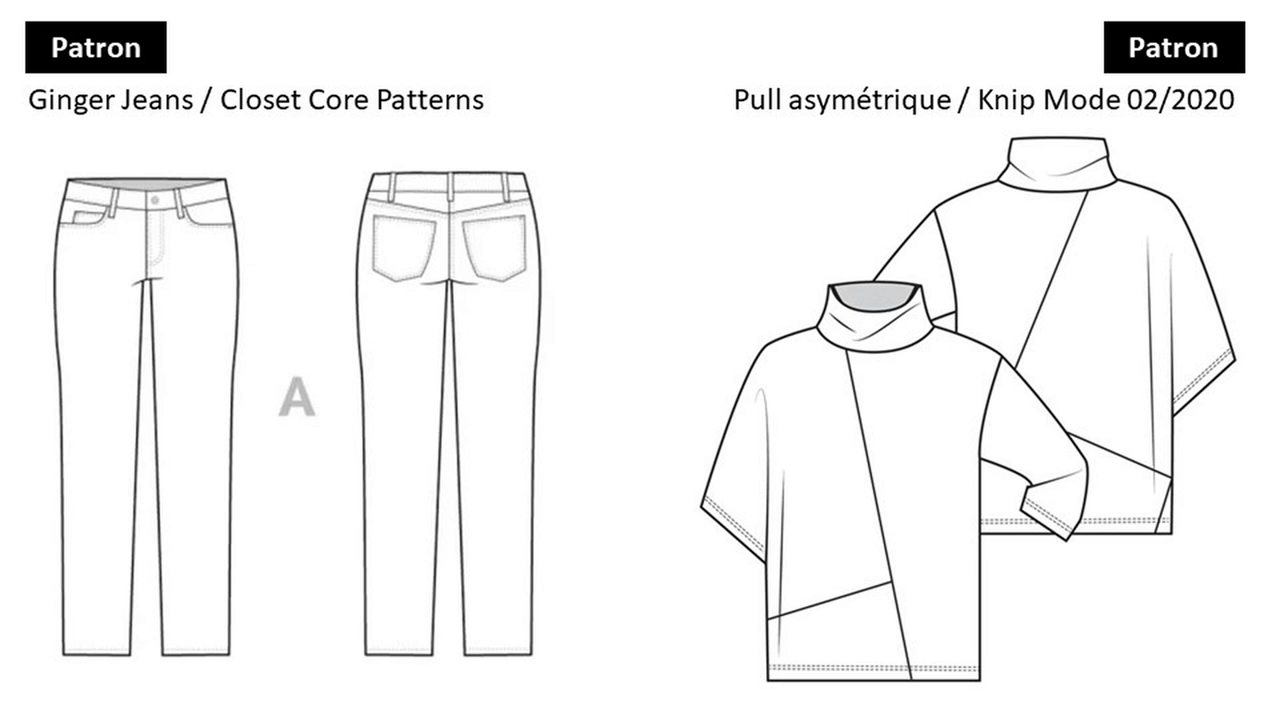 Patron
Ginger Jeans / Closet Core Patterns
Patron
Pull asymétrique / Knip Mode 02/2020
A